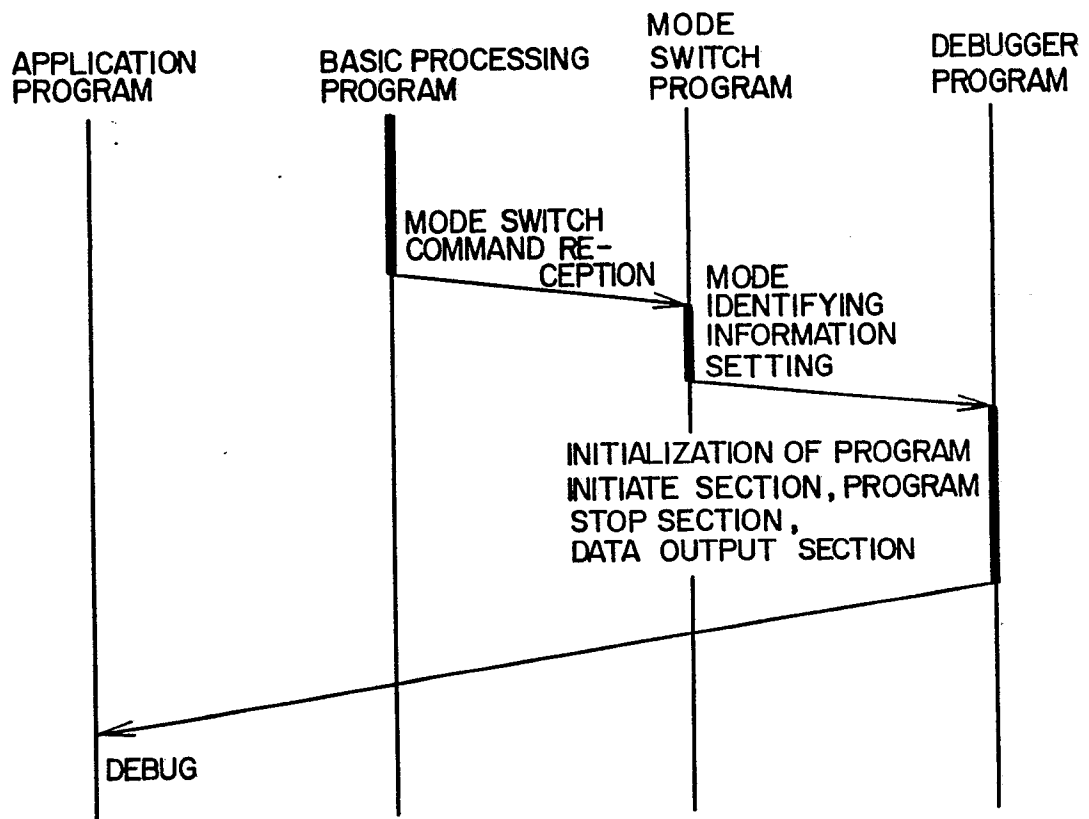 APPLICATION
PROGRAM
BASIC PROCESSING
PROGRAM
MODE
SWITCH
PROGRAM
DEBUGGER
PROGRAM
MODE SWITCH
COMMAND RE-
CEPTION
MODE
IDENTIFYING
INFORMATION
SETTING
INITIALIZATION OF PROGRAM
INITIATE SECTION, PROGRAM
STOP SECTION,
DATA OUTPUT SECTION
DEBUG